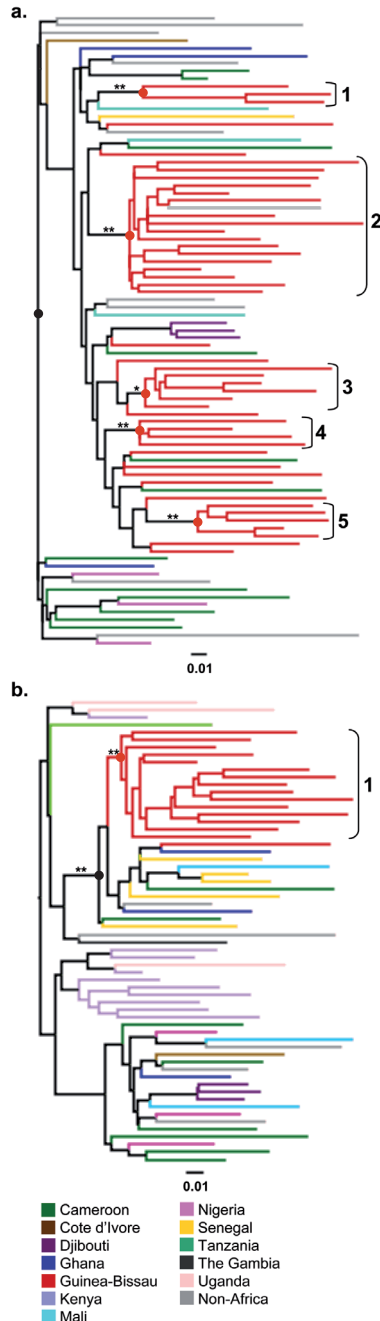 a.
**
1
**
2
*
3
**
4
**
5
0.01
b.
**
1
**
0.01
Cameroon
Cote d'Ivore
Djibouti
Ghana
Guinea-Bissau
Kenya
Mali
Nigeria
Senegal
Tanzania
The Gambia
Uganda
Non-Africa